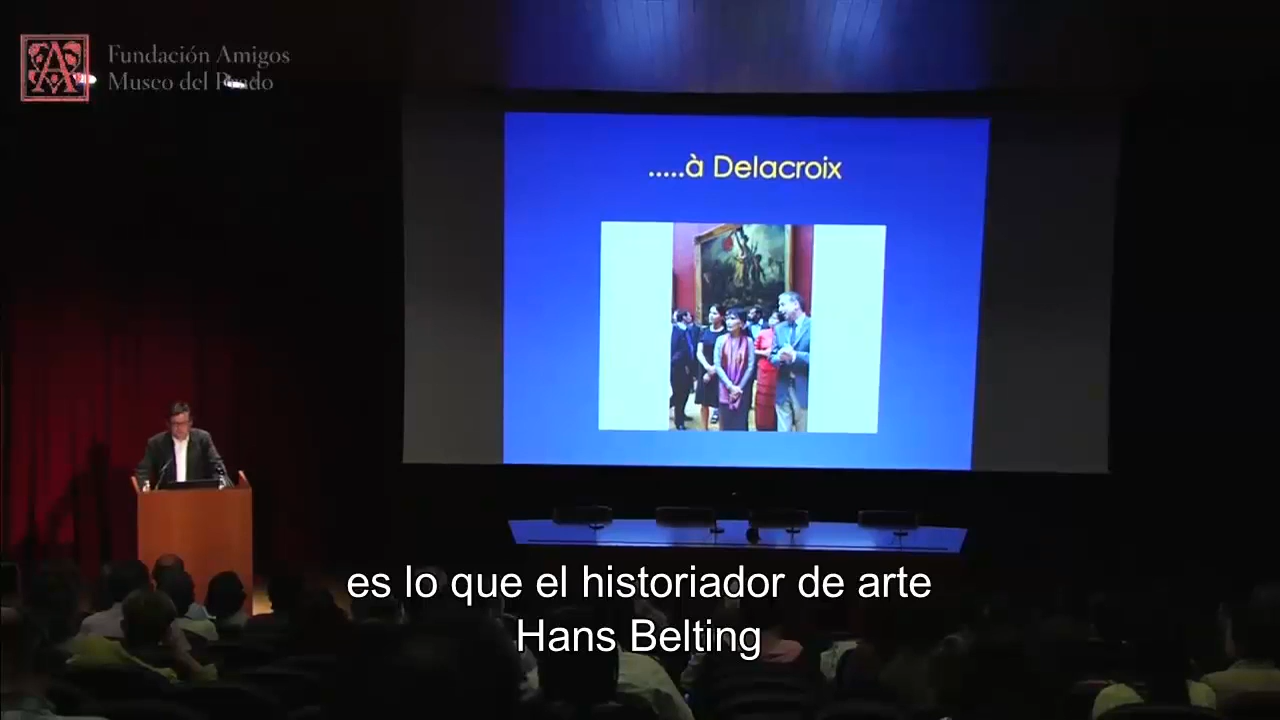 Fundación Amigos
Museo del Prado
.....à Delacroix
es lo que el historiador de arte
Hans Belting